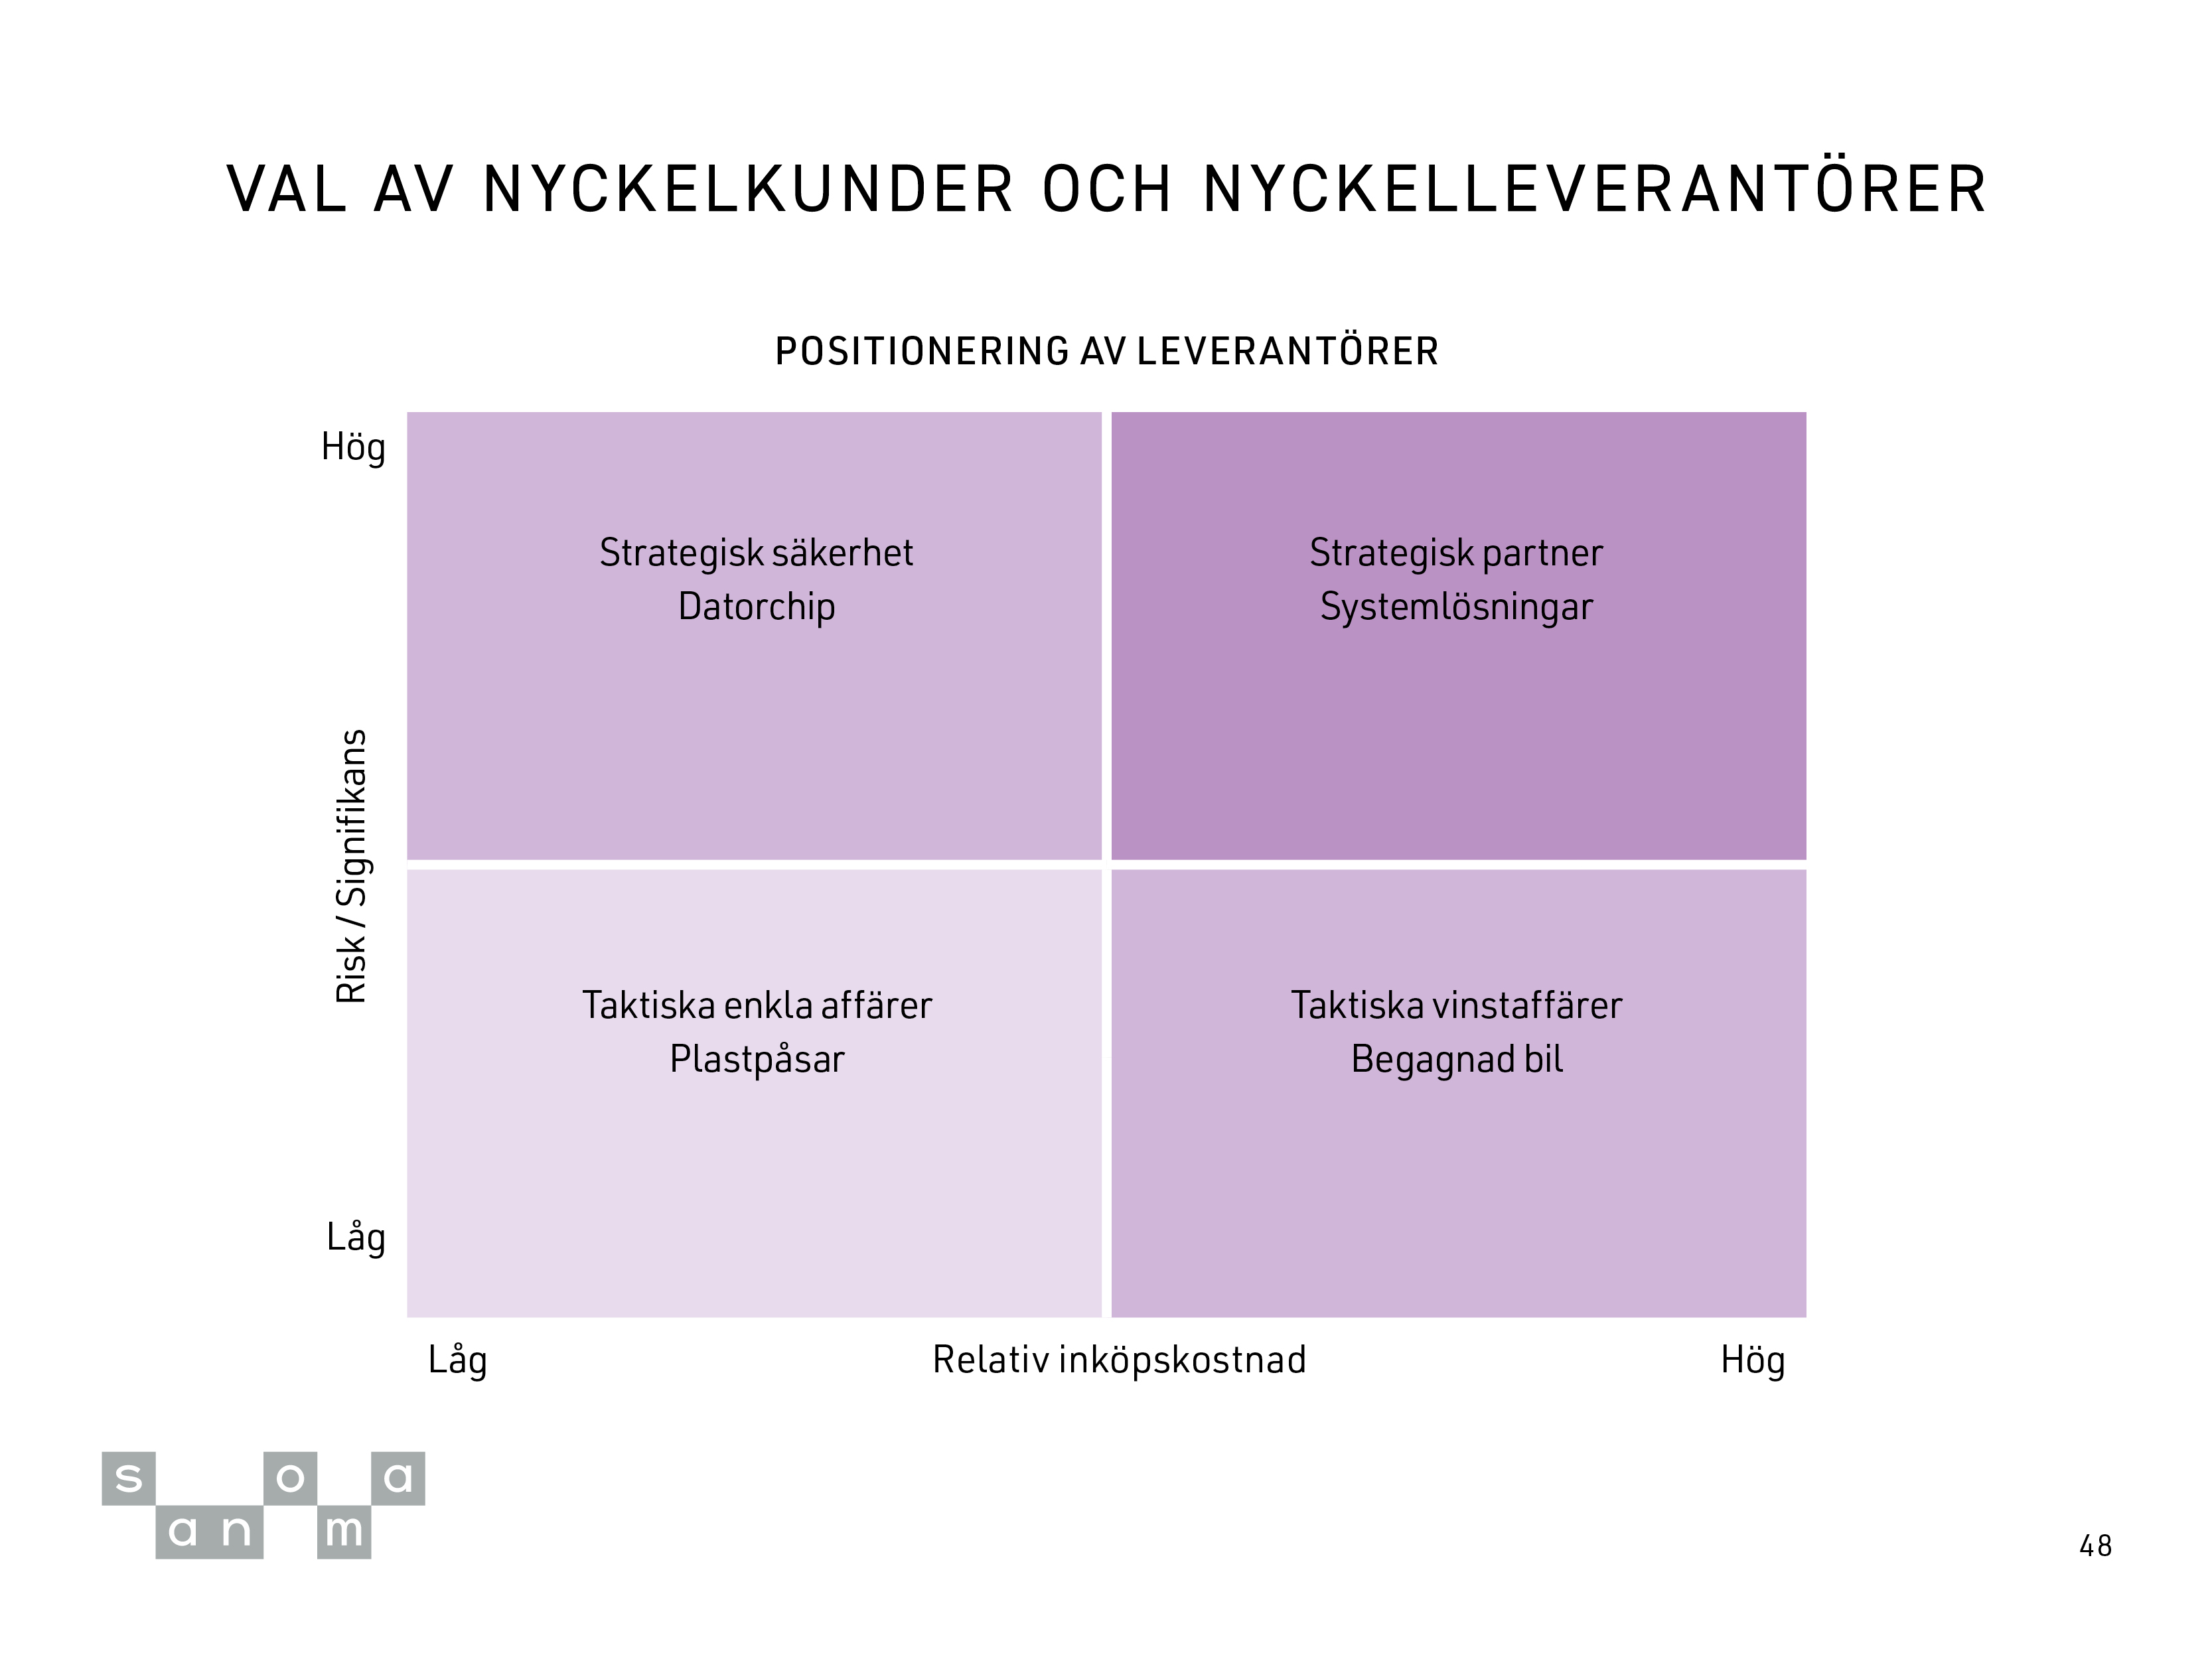 VAL AV NYCKELKUNDER OCH NYCKELLEVERANTÖRER
POSITIONERING AV LEVERANTÖRER
Hög
Strategisk säkerhet
Datorchip
Strategisk partner
Systemlösningar
Risk / Signifikans
Taktiska enkla affärer
Plastpåsar
Taktiska vinstaffärer
Begagnad bil
Låg
Låg
Relativ inköpskostnad
Hög
sanoma
48